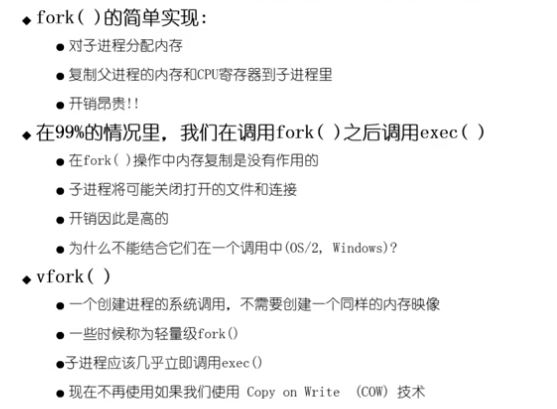 ◆ fork( )的简单实现:
● 对子进程分配内存
● 复制父进程的内存和CPU寄存器到子进程里
● 开销昂贵!!
◆ 在99%的情况里, 我们在调用fork( )之后调用exec( )
● 在fork( )操作中内存复制是没有作用的
● 子进程将可能关闭打开的文件和连接
● 开销因此是高的
● 为什么不能结合它们在一个调用中(OS/2, Windows)?
◆ vfork( )
● 一个创建进程的系统调用, 不需要创建一个同样的内存映像
● 一些时候称为轻量级fork()
●子进程应该几乎立即调用exec()
● 现在不再使用如果我们使用 Copy on Write (COW) 技术